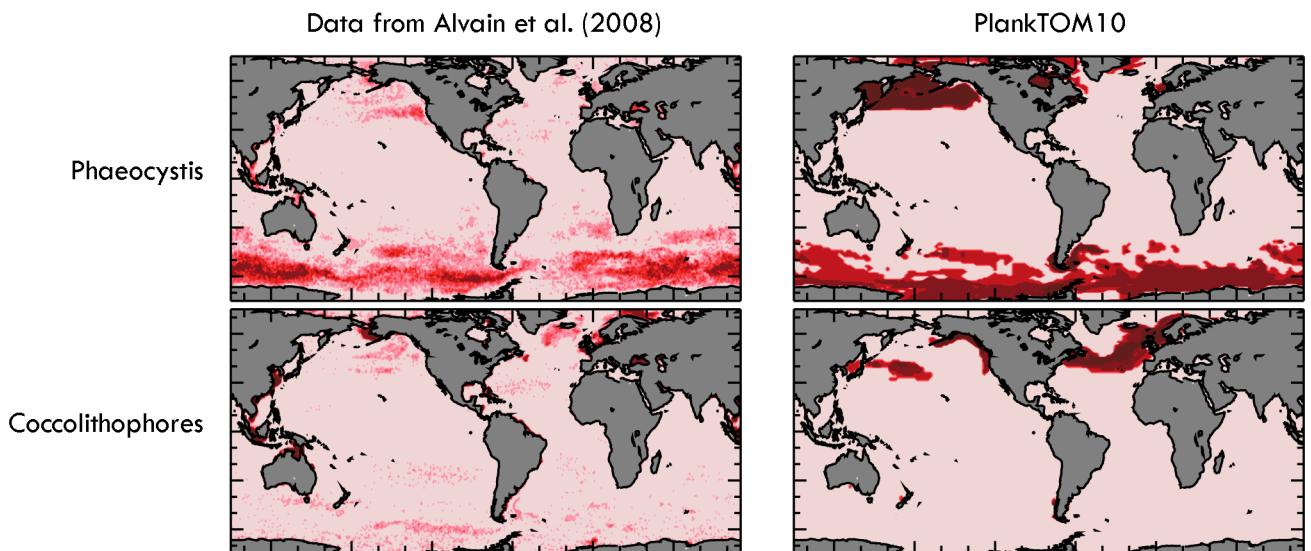 Data from Alvain et al. (2008)
PlankTOM10
Phaeocystis
Coccolithophores